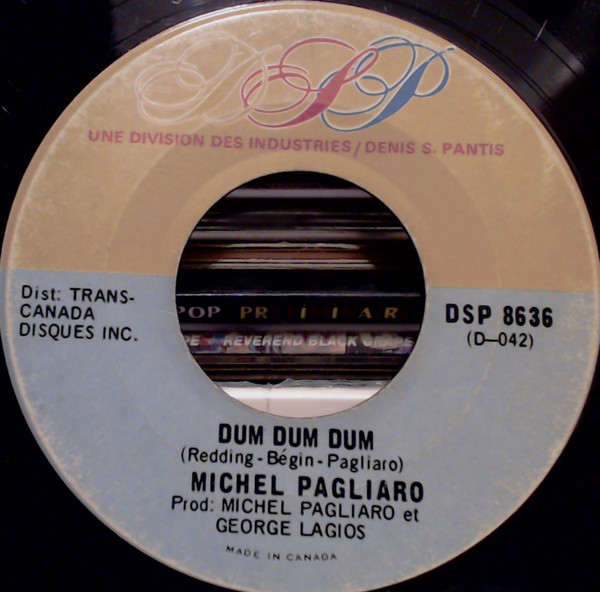 DSP
UNE DIVISION DES INDUSTRIES/DENIS S. PANTIS
Dist: TRANS-
CANADA
DISQUES INC.
DSP 8636
(D-042)
POP
REVEREND BLACK GRAPE
DUM DUM DUM
(Redding-Bégin-Pagliaro)
MICHEL PAGLIARO
Prod: MICHEL PAGLIARO et
GEORGE LAGIOS
MADE IN CANADA